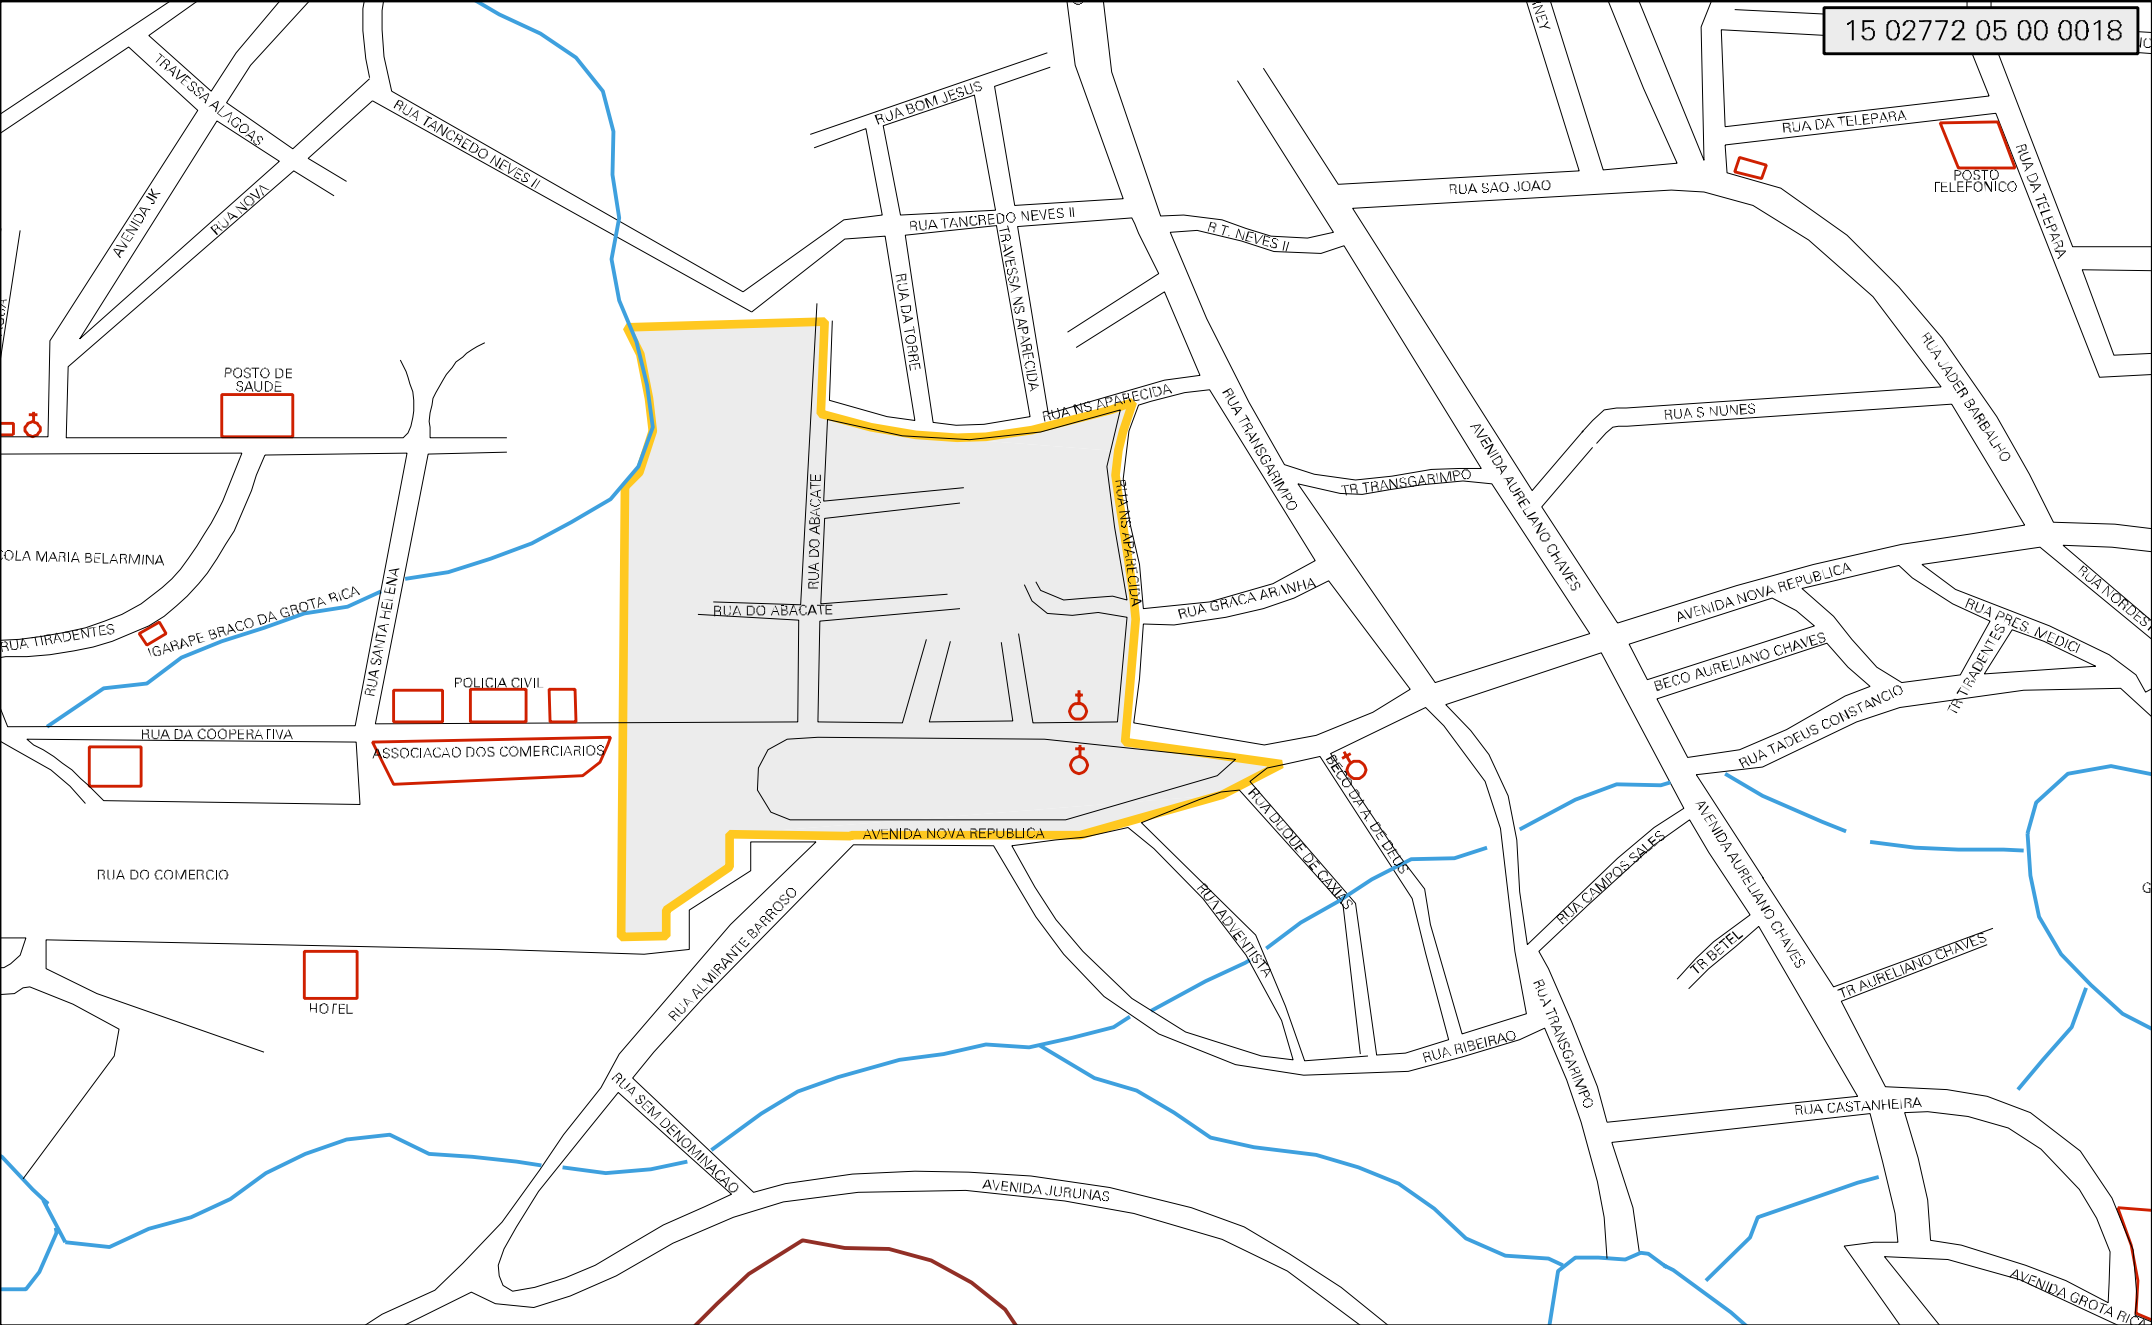 15 02772 05 00 0018
TRAVESSA ALAGOAS
RUA TANCREDO NEVES II
RUA BOM JESUS
RUA DA TELEPARA
POSTO
TELEFONICO
RUA DA TELEPARA
AVENIDA JK
RUA NOVA
RUA TANCREDO NEVES II
R T. NEVES II
RUA SAO JOAO
RUA DA TORRE
TRAVESSA NS APARECIDA
POSTO DE
SAUDE
RUA NS APARECIDA
RUA TRANSGARIMPO
RUA S NUNES
RUA JADER BARBALHO
TR TRANSGARIMPO
AVENIDA AURELIANO CHAVES
RUA DO ABACATE
RUA NS APARECIDA
COLA MARIA BELARMINA
RUA SANTA HELENA
IGARAPE BRACO DA GROTA RICA
RUA TIRADENTES
RUA DO ABACATE
RUA GRACA ARANHA
AVENIDA NOVA REPUBLICA
RUA NORDEST
RUA PRES. MEDICI
TR TIRADENTES
BECO AURELIANO CHAVES
RUA TADEUS CONSTANCIO
POLICIA CIVIL
RUA DA COOPERATIVA
ASSOCIACAO DOS COMERCIARIOS
BECO DA A. DE DEUS
RUA DUQUE DE CAXIAS
AVENIDA NOVA REPUBLICA
RUA DO COMERCIO
RUA ADVENTISTA
RUA CAMPOS SALES
AVENIDA AURELIANO CHAVES
RUA ALMIRANTE BARROSO
TR BETEL
TR AURELIANO CHAVES
HOTEL
RUA RIBEIRAO
RUA TRANSGARIMPO
RUA SEM DENOMINACAO
RUA CASTANHEIRA
AVENIDA JURUNAS
AVENIDA GROTA RICA